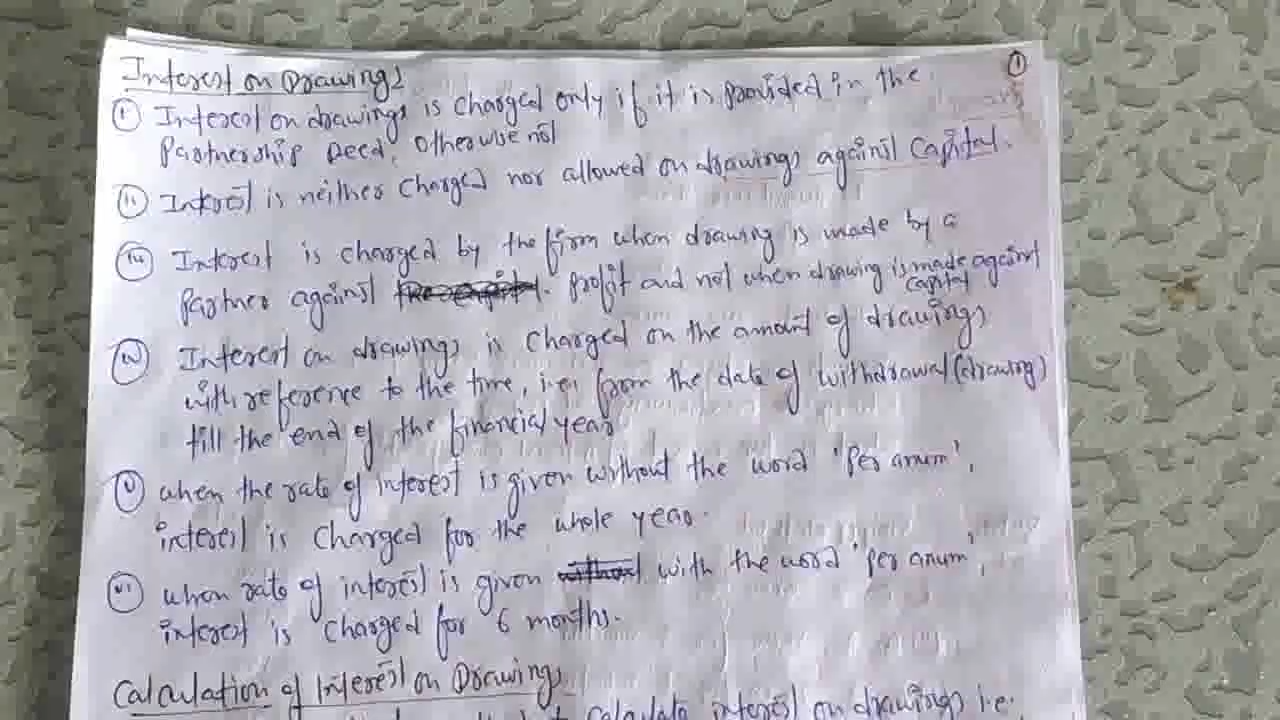 ①
Interest on Drawings
(i) Interest on drawings is charged only if it is provided in the
Partnership Deed, otherwise not
(ii) Interest is neither charged nor allowed on drawings against Capital.
(iii) Interest is charged by the firm when drawing is made by a
Partner against profit and not when drawing is made against
capital
(iv) Interest on drawings is charged on the amount of drawings
with reference to the time, i.e. from the date of withdrawal (drawing)
till the end of the financial year
(v) when the rate of interest is given without the word 'per anum',
interest is charged for the whole year.
(vi) when rate of interest is given without with the word 'per anum',
interest is charged for 6 months.
Calculation of Interest on Drawings
calculate interest on drawings i.e.